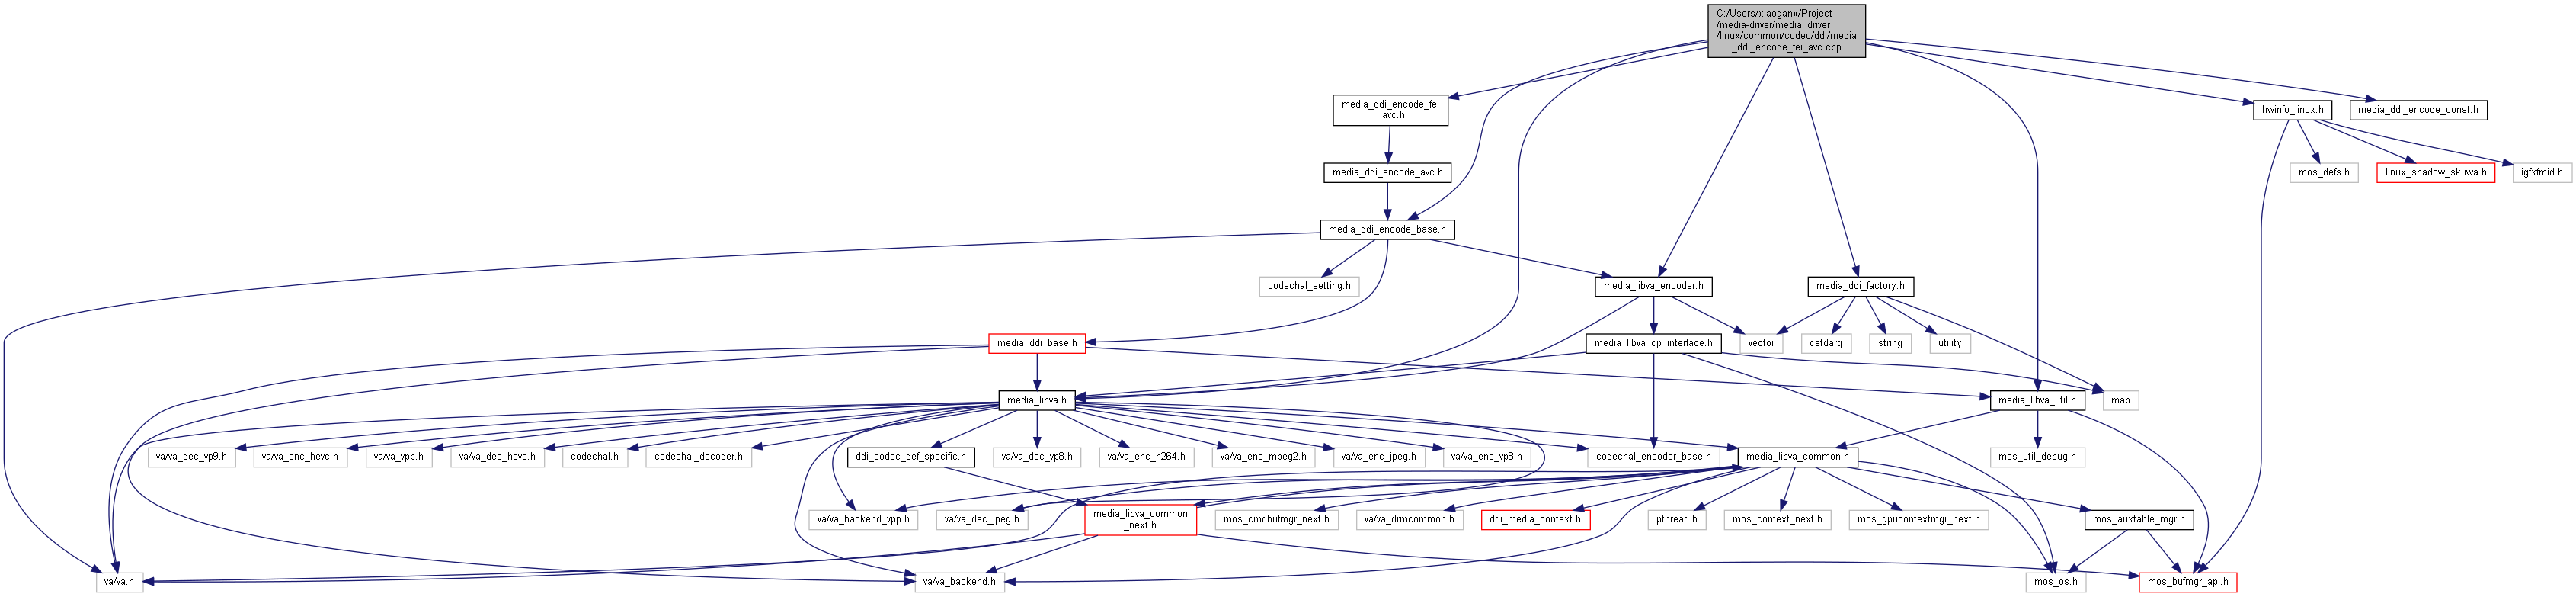 C:/Users/xiaoganx/Project
/media-driver/media_driver
/linux/common/codec/ddi/media
_ddi_encode_fei_avc.cpp
media_ddi_encode_fei
_avc.h
hwinfo_linux.h
media_ddi_encode_const.h
media_ddi_encode_avc.h
mos_defs.h
linux_shadow_skuwa.h
igfxfmid.h
media_ddi_encode_base.h
codechal_setting.h
media_libva_encoder.h
media_ddi_factory.h
media_ddi_base.h
media_libva_cp_interface.h
vector
cstdarg
string
utility
media_libva.h
media_libva_util.h
map
va/va_dec_vp9.h
va/va_enc_hevc.h
va/va_vpp.h
va/va_dec_hevc.h
codechal.h
codechal_decoder.h
ddi_codec_def_specific.h
va/va_dec_vp8.h
va/va_enc_h264.h
va/va_enc_mpeg2.h
va/va_enc_jpeg.h
va/va_enc_vp8.h
codechal_encoder_base.h
media_libva_common.h
mos_util_debug.h
va/va_backend_vpp.h
va/va_dec_jpeg.h
media_libva_common
_next.h
mos_cmdbufmgr_next.h
va/va_drmcommon.h
ddi_media_context.h
pthread.h
mos_context_next.h
mos_gpucontextmgr_next.h
mos_auxtable_mgr.h
va/va.h
va/va_backend.h
mos_os.h
mos_bufmgr_api.h